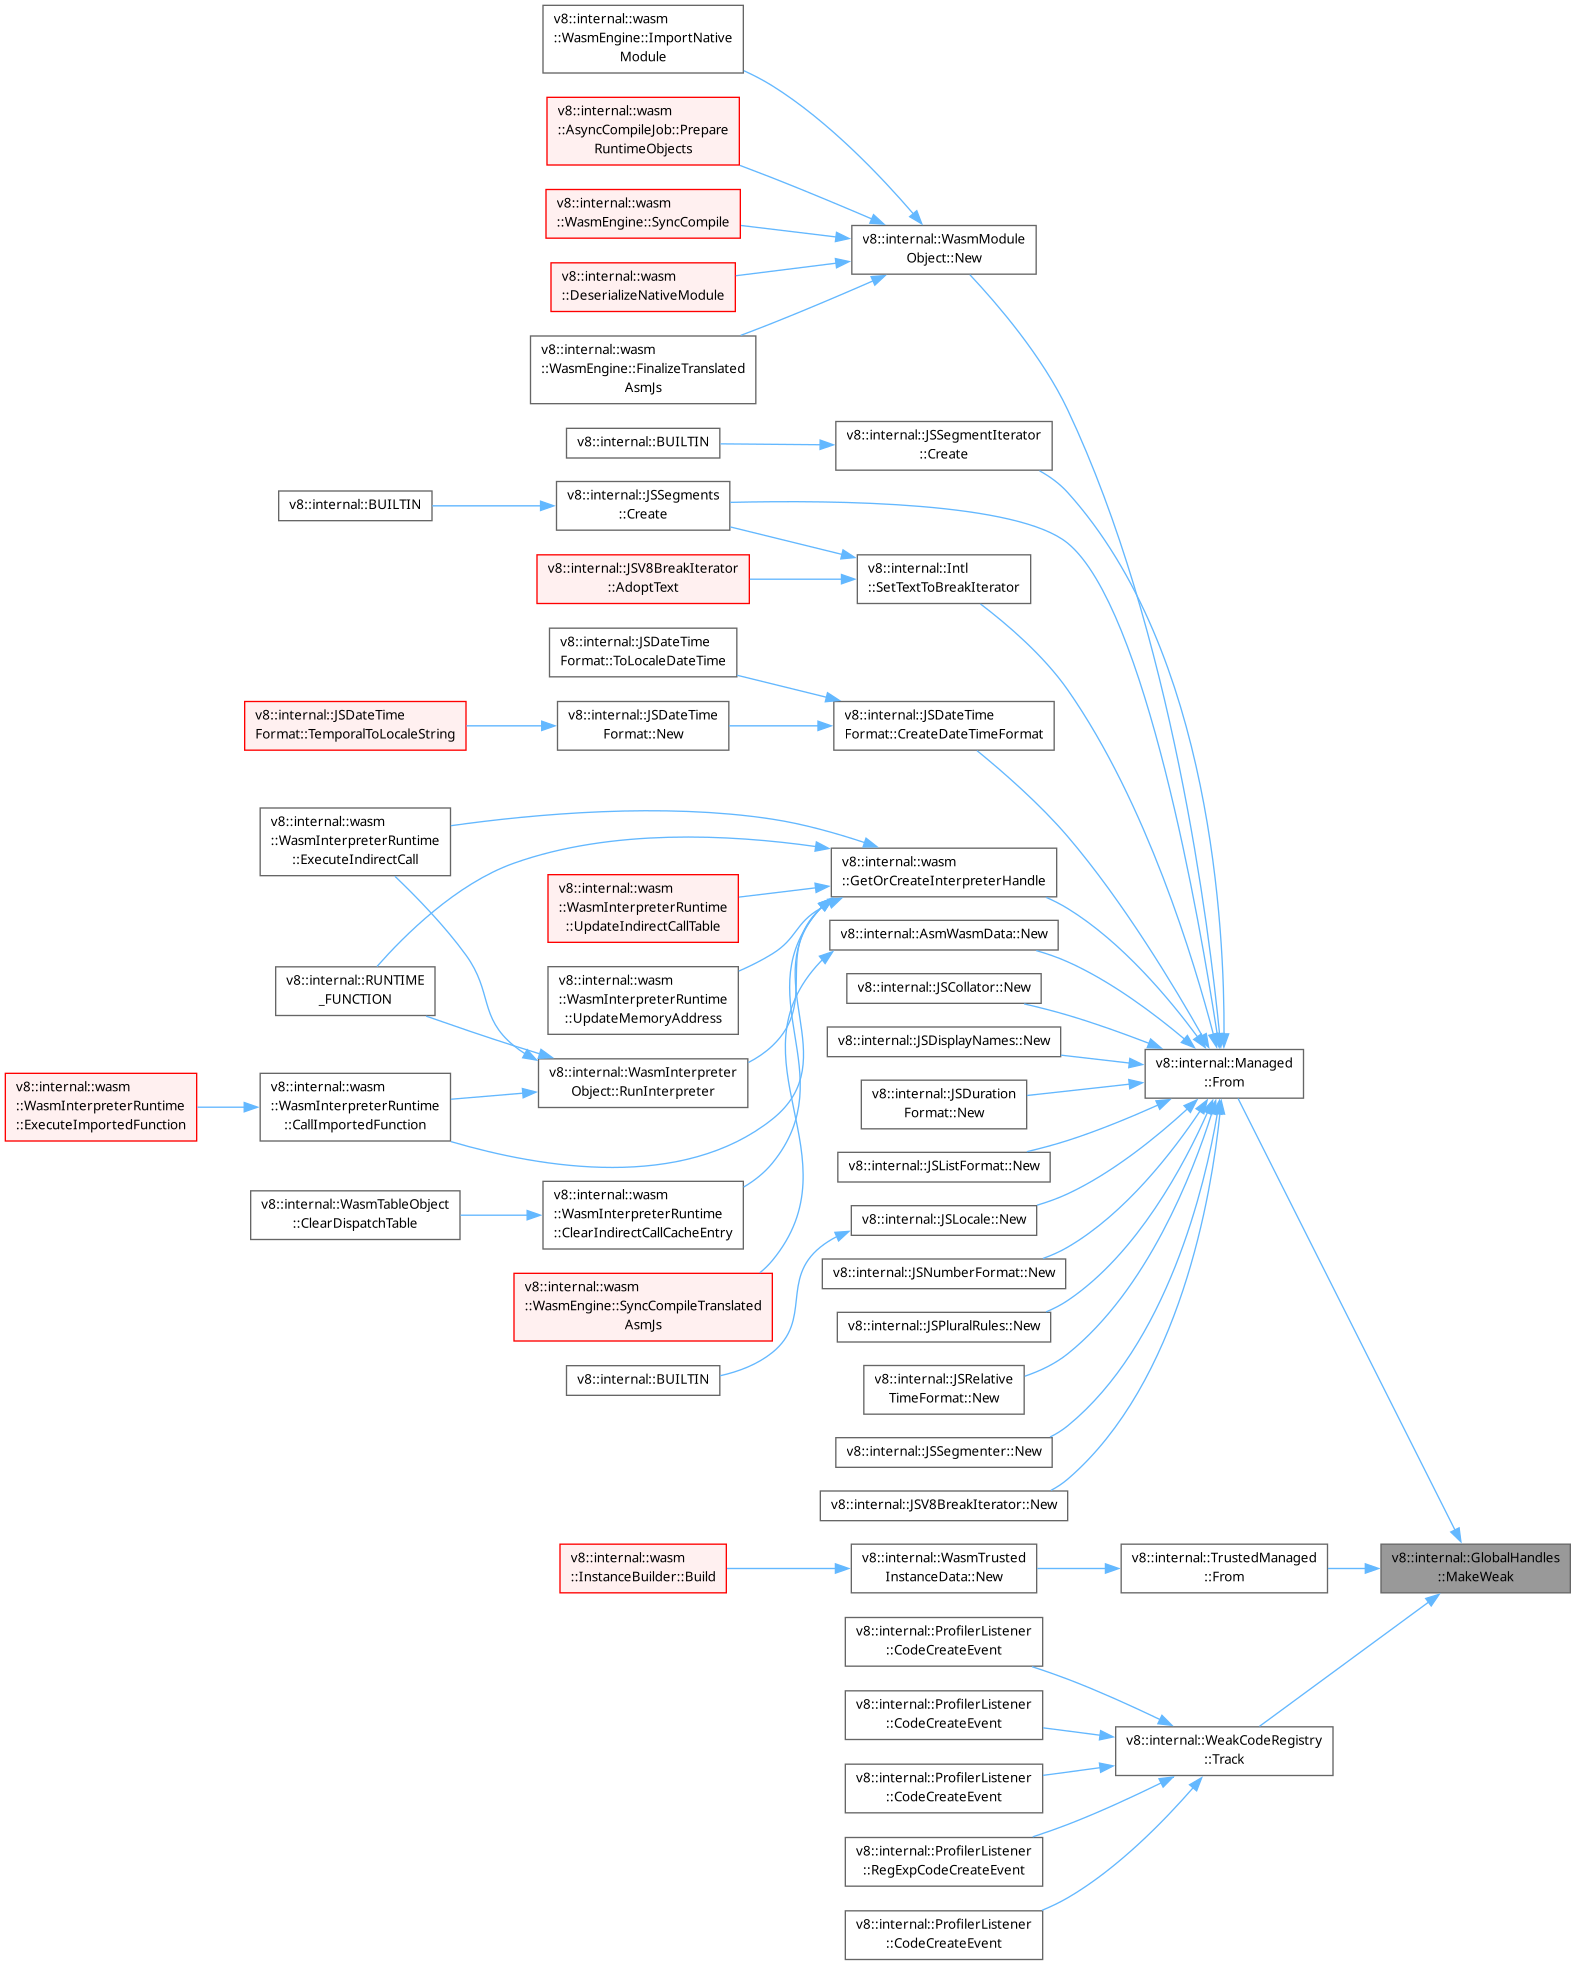 v8::internal::wasm
::WasmEngine::ImportNative
Module
v8::internal::wasm
::AsyncCompileJob::Prepare
RuntimeObjects
v8::internal::wasm
::WasmEngine::SyncCompile
v8::internal::WasmModule
Object::New
v8::internal::wasm
::DeserializeNativeModule
v8::internal::wasm
::WasmEngine::FinalizeTranslated
AsmJs
v8::internal::BUILTIN
v8::internal::JSSegmentIterator
::Create
v8::internal::BUILTIN
v8::internal::JSSegments
::Create
v8::internal::JSV8BreakIterator
::AdoptText
v8::internal::Intl
::SetTextToBreakIterator
v8::internal::JSDateTime
Format::ToLocaleDateTime
v8::internal::JSDateTime
Format::TemporalToLocaleString
v8::internal::JSDateTime
Format::New
v8::internal::JSDateTime
Format::CreateDateTimeFormat
v8::internal::wasm
::WasmInterpreterRuntime
::ExecuteIndirectCall
v8::internal::wasm
::GetOrCreateInterpreterHandle
v8::internal::wasm
::WasmInterpreterRuntime
::UpdateIndirectCallTable
v8::internal::AsmWasmData::New
v8::internal::RUNTIME
_FUNCTION
v8::internal::wasm
::WasmInterpreterRuntime
::UpdateMemoryAddress
v8::internal::JSCollator::New
v8::internal::JSDisplayNames::New
v8::internal::Managed
::From
v8::internal::wasm
::WasmInterpreterRuntime
::ExecuteImportedFunction
v8::internal::wasm
::WasmInterpreterRuntime
::CallImportedFunction
v8::internal::WasmInterpreter
Object::RunInterpreter
v8::internal::JSDuration
Format::New
v8::internal::JSListFormat::New
v8::internal::WasmTableObject
::ClearDispatchTable
v8::internal::wasm
::WasmInterpreterRuntime
::ClearIndirectCallCacheEntry
v8::internal::JSLocale::New
v8::internal::JSNumberFormat::New
v8::internal::wasm
::WasmEngine::SyncCompileTranslated
AsmJs
v8::internal::JSPluralRules::New
v8::internal::BUILTIN
v8::internal::JSRelative
TimeFormat::New
v8::internal::JSSegmenter::New
v8::internal::JSV8BreakIterator::New
v8::internal::wasm
::InstanceBuilder::Build
v8::internal::WasmTrusted
InstanceData::New
v8::internal::TrustedManaged
::From
v8::internal::GlobalHandles
::MakeWeak
v8::internal::ProfilerListener
::CodeCreateEvent
v8::internal::ProfilerListener
::CodeCreateEvent
v8::internal::WeakCodeRegistry
::Track
v8::internal::ProfilerListener
::CodeCreateEvent
v8::internal::ProfilerListener
::RegExpCodeCreateEvent
v8::internal::ProfilerListener
::CodeCreateEvent